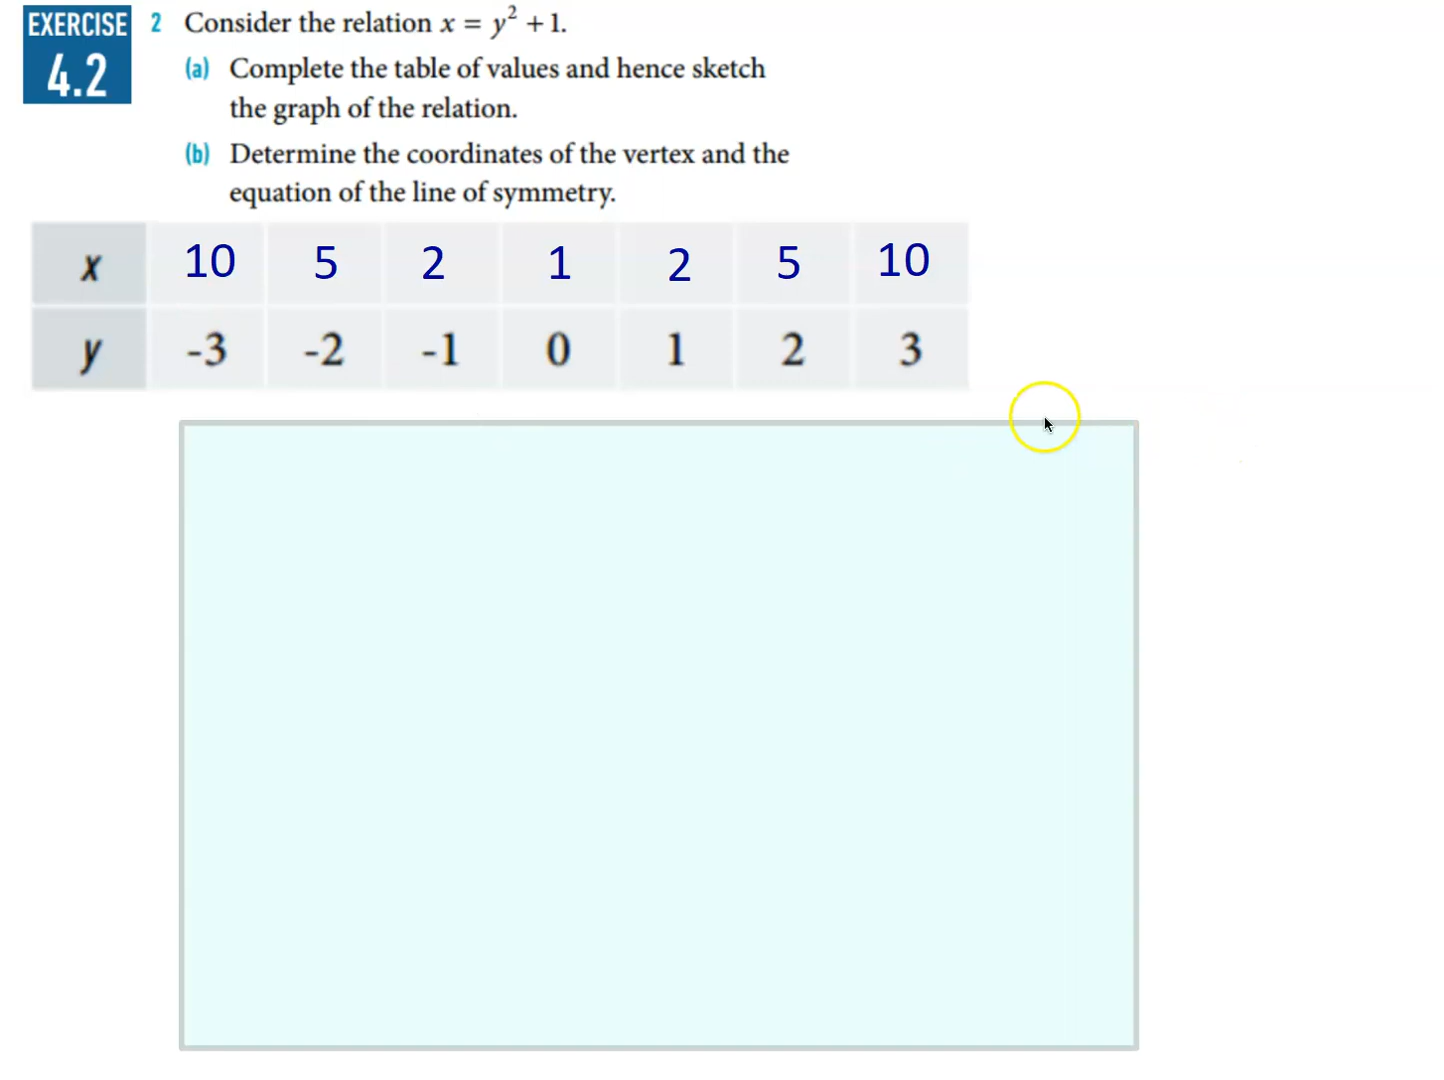 EXERCISE
4.2
2 Consider the relation x = y² + 1.
(a) Complete the table of values and hence sketch
the graph of the relation.
(b) Determine the coordinates of the vertex and the
equation of the line of symmetry.
x 10 5 2 1 2 5 10
y -3 -2 -1 0 1 2 3